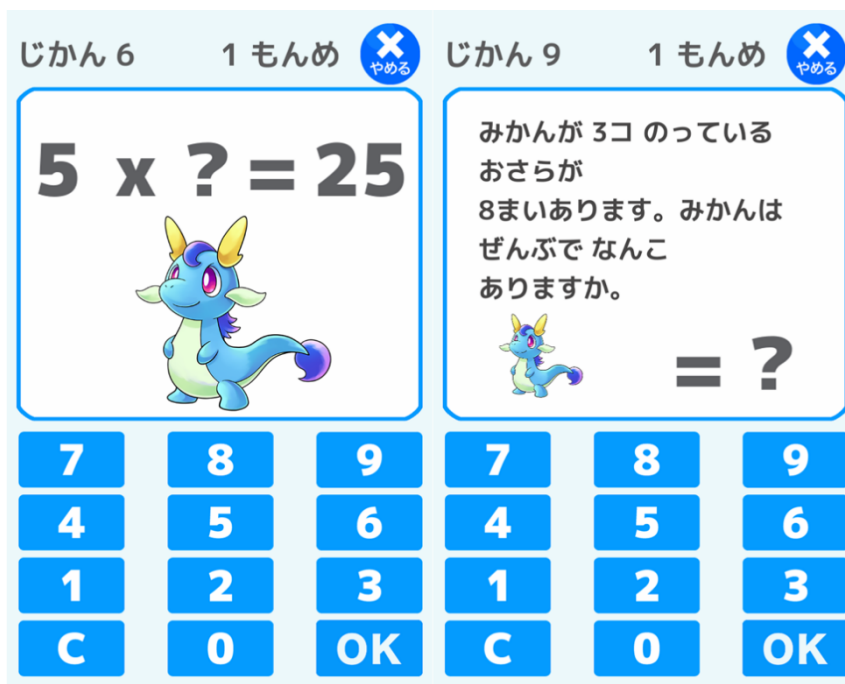 じかん 6
1 もんめ
やめる
5 x ? = 25
7 8 9
4 5 6
1 2 3
C 0 OK
じかん 9
1 もんめ
やめる
みかんが 3コ のっている
おさらが
8まいあります。みかんは
ぜんぶで なんこ
ありますか。
= ?
7 8 9
4 5 6
1 2 3
C 0 OK